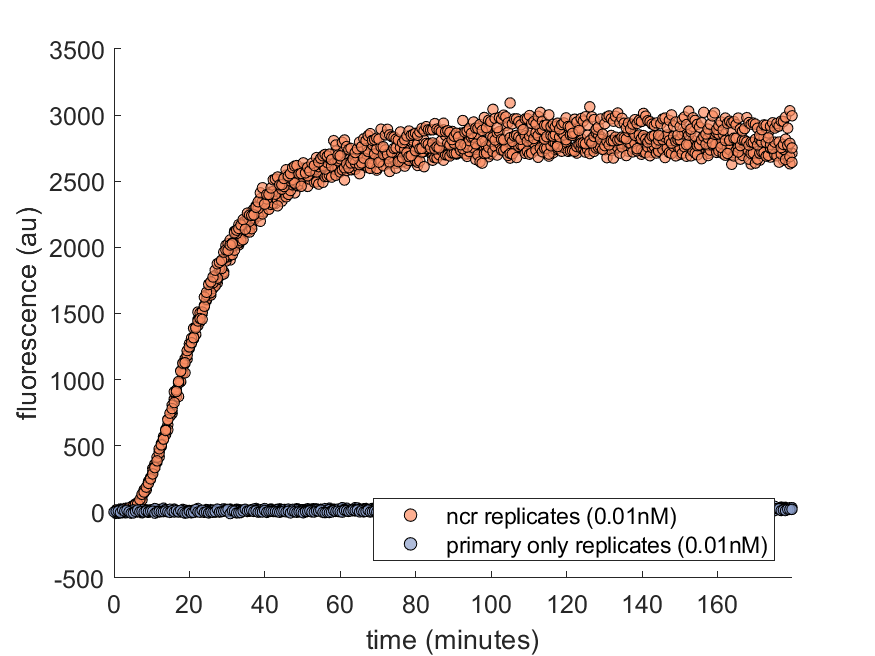 3500
3000
2500
2000
1500
1000
500
0
-500
fluorescence (au)
ncr replicates (0.01nM)
primary only replicates (0.01nM)
0 20 40 60 80 100 120 140 160
time (minutes)